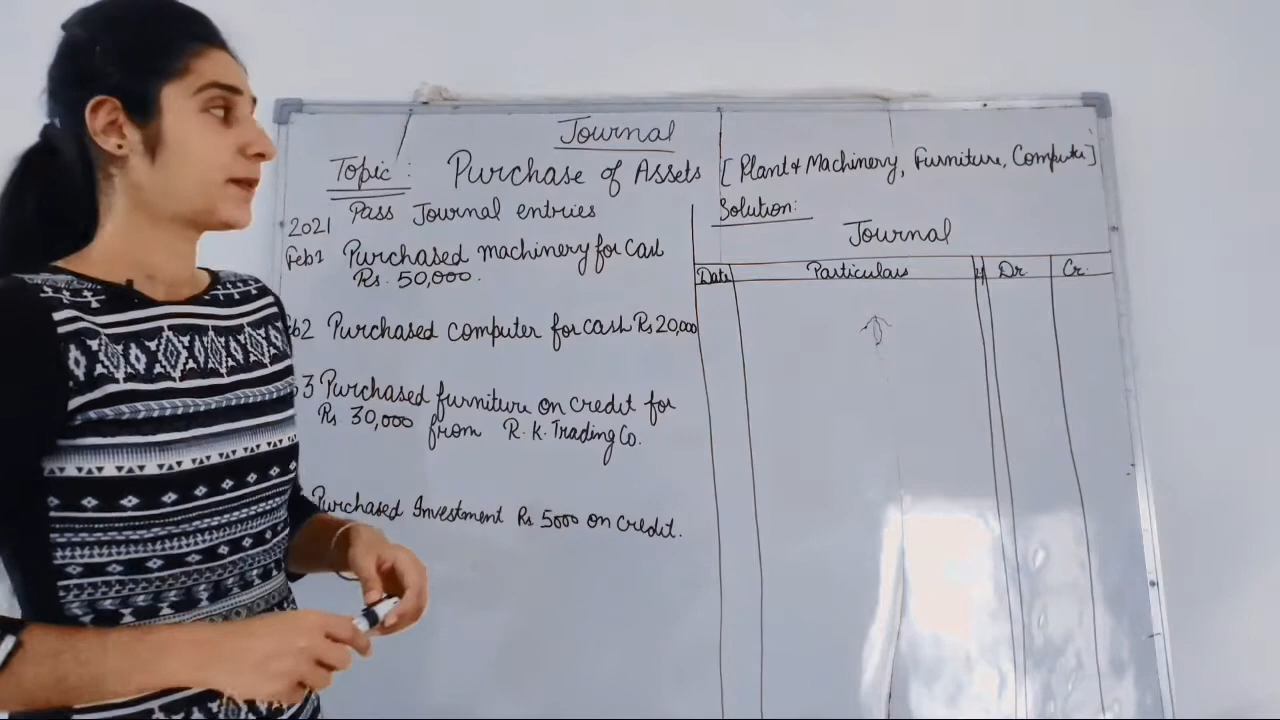 Journal
Topic: Purchase of Assets [Plant & Machinery, Furniture, Computer]
Pass Journal entries
2021
Feb1 Purchased machinery for cash
Rs. 50,000.
b2 Purchased computer for cash Rs 20,000
3 Purchased furniture on credit for
Rs. 30,000 from R.K. Trading Co.
Purchased Investment Rs 5000 on credit.
Solution:
Journal
Date Particulars Dr Cr.